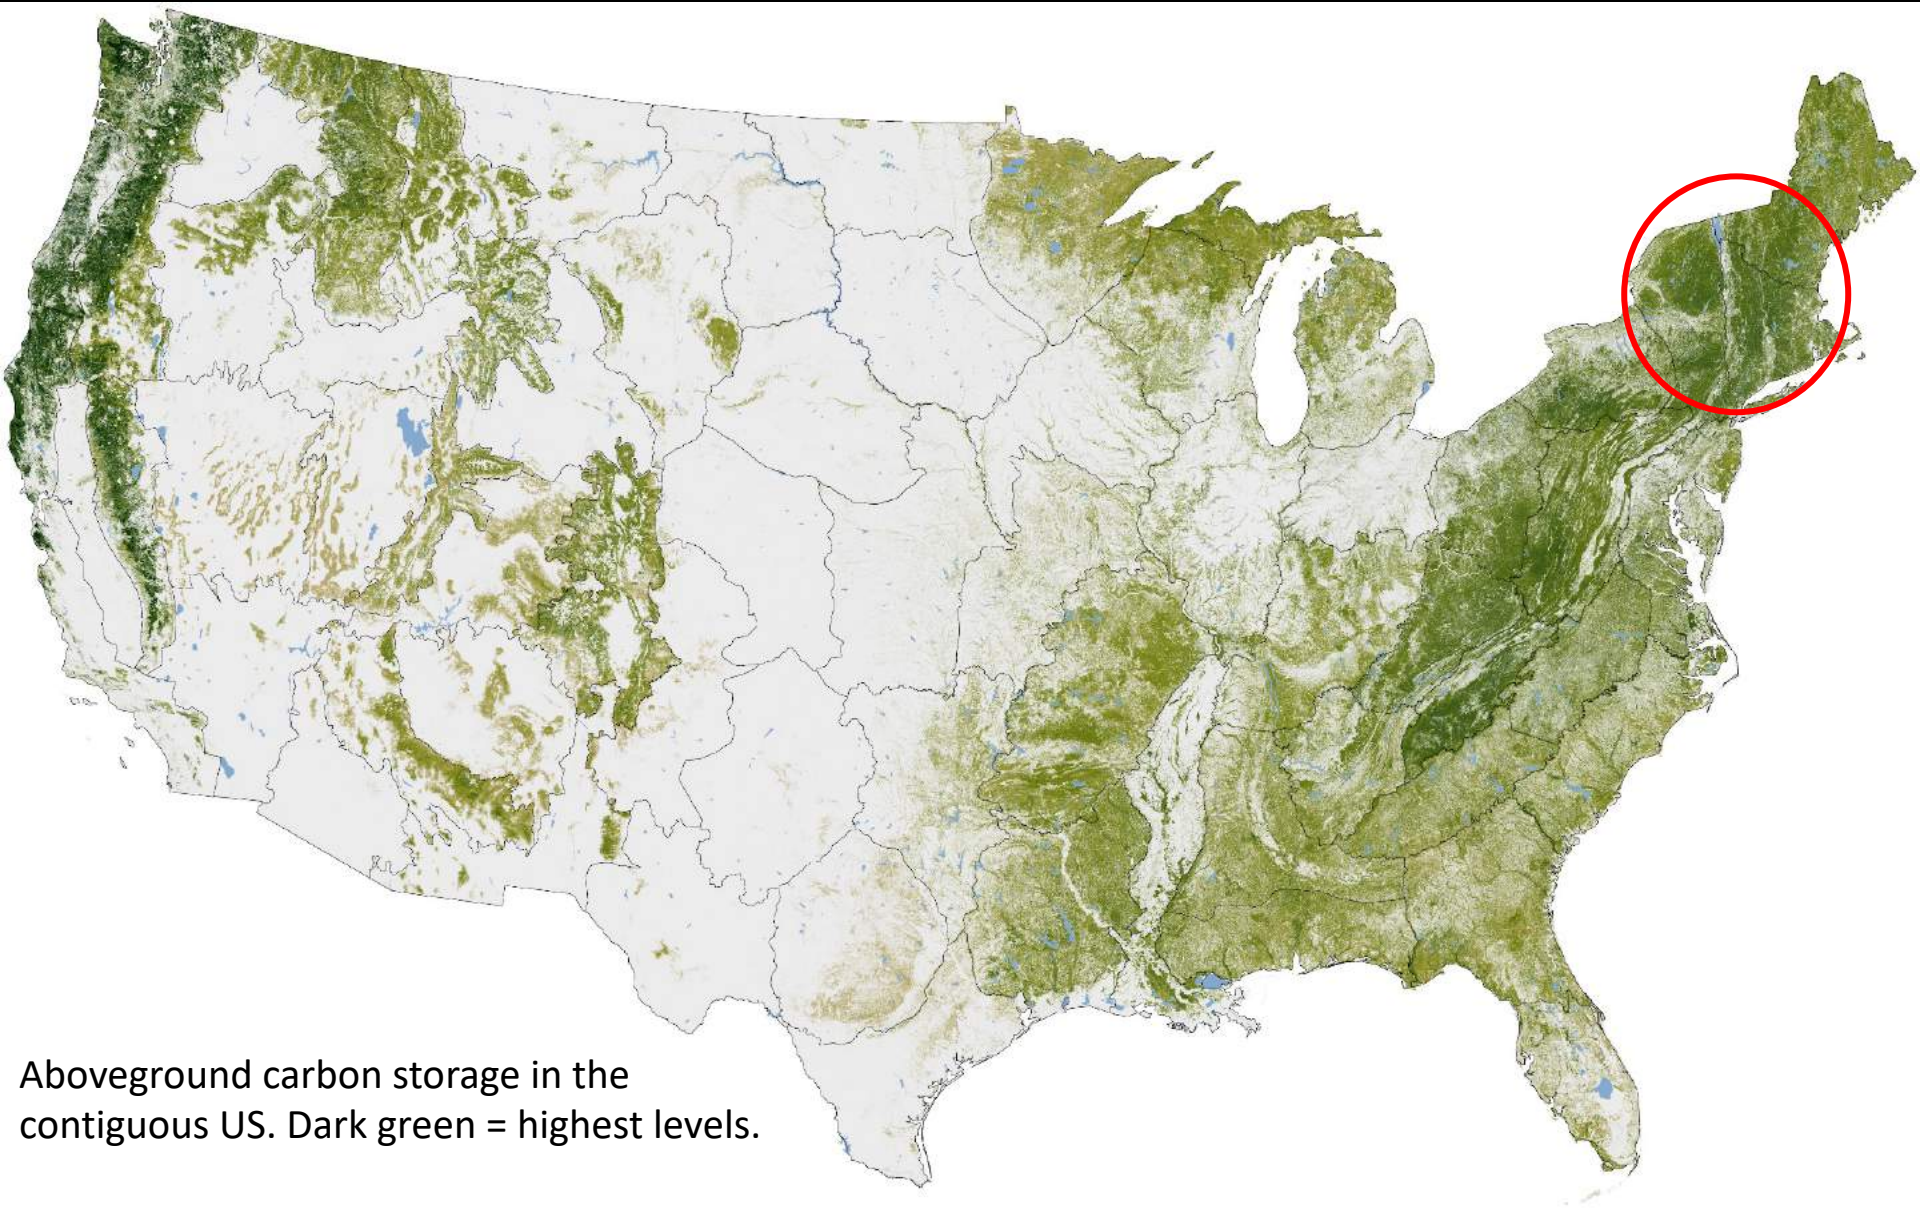 Aboveground carbon storage in the
contiguous US. Dark green = highest levels.